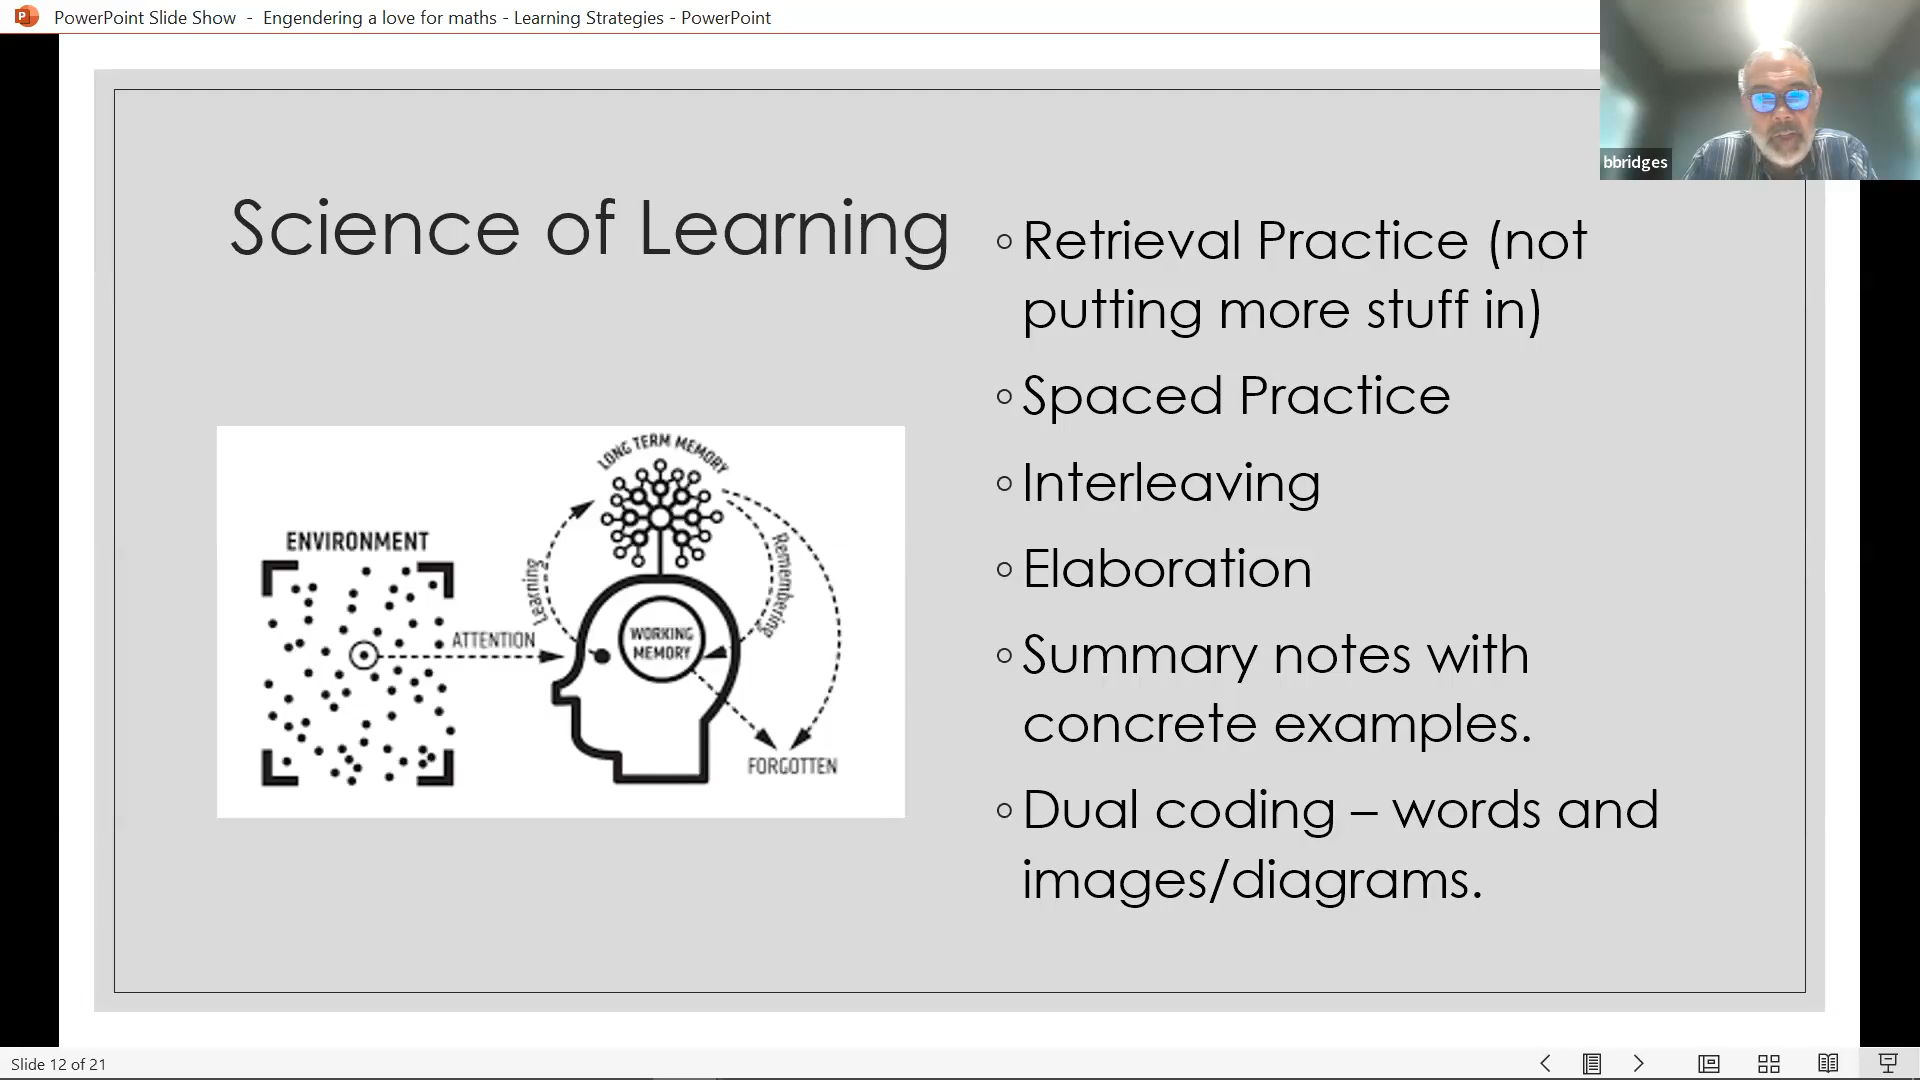 PowerPoint Slide Show - Engendering a love for maths - Learning Strategies - PowerPoint
bbridges
Science of Learning
LONG TERM MEMORY
ENVIRONMENT
Learning
Remembering
ATTENTION
WORKING
MEMORY
FORGOTTEN
◦ Retrieval Practice (not
putting more stuff in)
◦ Spaced Practice
◦ Interleaving
◦ Elaboration
◦ Summary notes with
concrete examples.
◦ Dual coding – words and
images/diagrams.
Slide 12 of 21